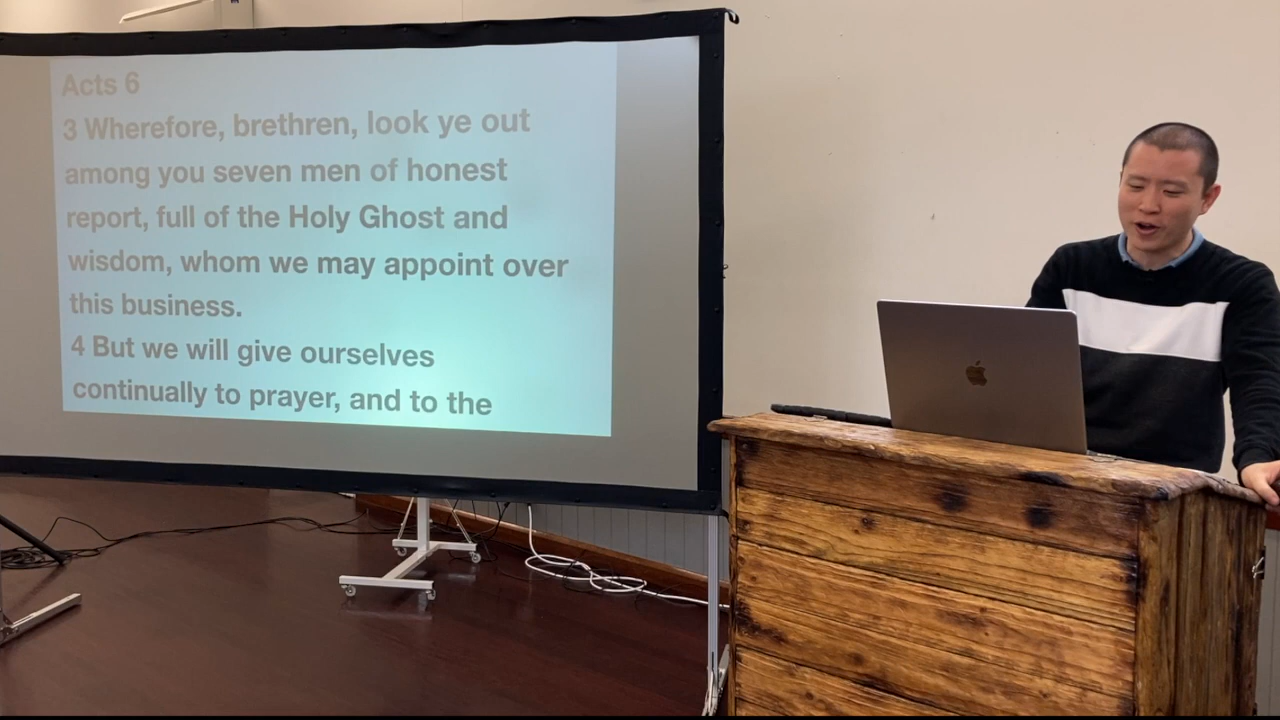 Acts 6
3 Wherefore, brethren, look ye out
among you seven men of honest
report, full of the Holy Ghost and
wisdom, whom we may appoint over
this business.
4 But we will give ourselves
continually to prayer, and to the